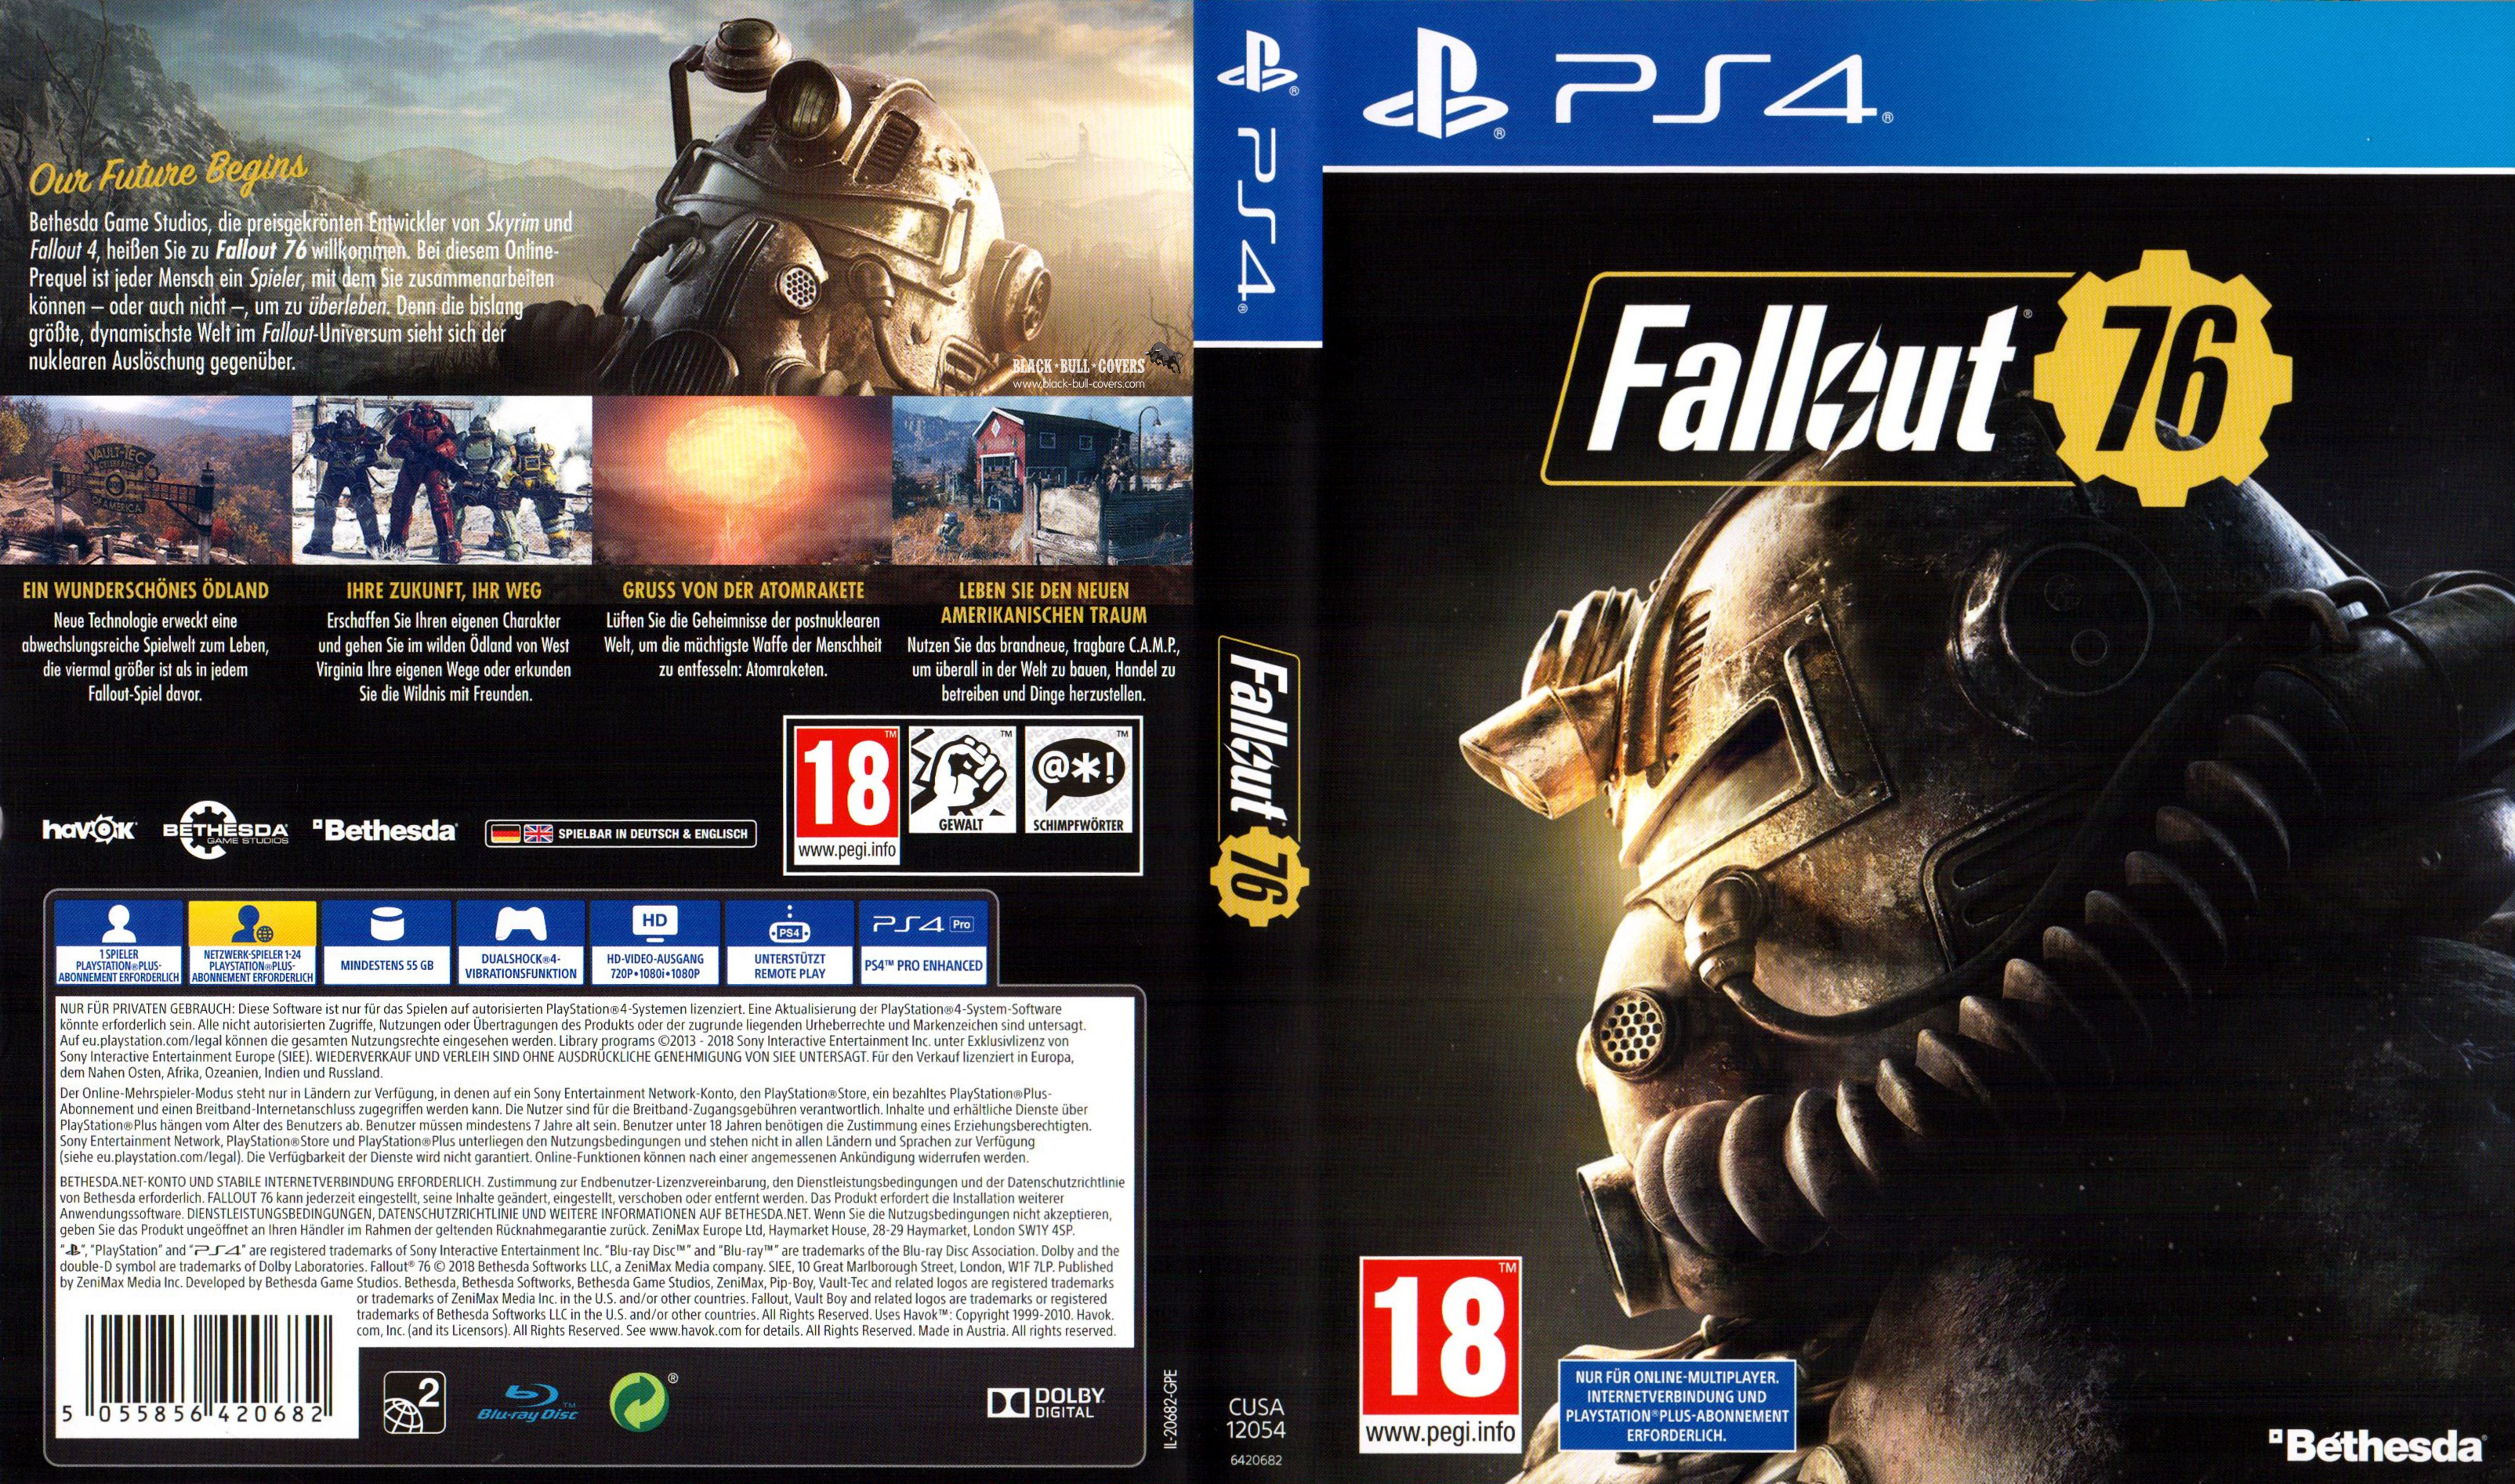 Our Future Begins
Bethesda Game Studios, die preisgekrönten Entwickler von Skyrim und
Fallout 4, heißen Sie zu Fallout 76 willkommen. Bei diesem Online-
Prequel ist jeder Mensch ein Spieler, mit dem Sie zusammenarbeiten
können – oder auch nicht –, um zu überleben. Denn die bislang
größte, dynamischste Welt im Fallout-Universum sieht sich der
nuklearen Auslöschung gegenüber.
BLACK • BULL • COVERS
www.black-bull-covers.com
VAULT-TEC
CELEBRATES
OF AMERICA
EIN WUNDERSCHÖNES ÖDLAND
Neue Technologie erweckt eine
abwechslungsreiche Spielwelt zum Leben,
die viermal größer ist als in jedem
Fallout-Spiel davor.
IHRE ZUKUNFT, IHR WEG
Erschaffen Sie Ihren eigenen Charakter
und gehen Sie im wilden Ödland von West
Virginia Ihre eigenen Wege oder erkunden
Sie die Wildnis mit Freunden.
GRUSS VON DER ATOMRAKETE
Lüften Sie die Geheimnisse der postnuklearen
Welt, um die mächtigste Waffe der Menschheit
zu entfesseln: Atomraketen.
LEBEN SIE DEN NEUEN
AMERIKANISCHEN TRAUM
Nutzen Sie das brandneue, tragbare C.A.M.P.,
um überall in der Welt zu bauen, Handel zu
betreiben und Dinge herzustellen.
havok
BETHESDA
GAME STUDIOS
Bethesda®
SPIELBAR IN DEUTSCH & ENGLISCH
18 ™
www.pegi.info
™
GEWALT
@*! ™
SCHIMPFWÖRTER
1 SPIELER
PLAYSTATION®PLUS-
ABONNEMENT ERFORDERLICH
NETZWERK-SPIELER 1-24
PLAYSTATION®PLUS-
ABONNEMENT ERFORDERLICH
MINDESTENS 55 GB
DUALSHOCK®4-
VIBRATIONSFUNKTION
HD
HD-VIDEO-AUSGANG
720P•1080i•1080P
PS4
UNTERSTÜTZT
REMOTE PLAY
PS4 Pro
PS4™ PRO ENHANCED
NUR FÜR PRIVATEN GEBRAUCH: Diese Software ist nur für das Spielen auf autorisierten PlayStation®4-Systemen lizenziert. Eine Aktualisierung der PlayStation®4-System-Software
könnte erforderlich sein. Alle nicht autorisierten Zugriffe, Nutzungen oder Übertragungen des Produkts oder der zugrunde liegenden Urheberrechte und Markenzeichen sind untersagt.
Auf eu.playstation.com/legal können die gesamten Nutzungsrechte eingesehen werden. Library programs ©2013 - 2018 Sony Interactive Entertainment Inc. unter Exklusivlizenz von
Sony Interactive Entertainment Europe (SIEE). WIEDERVERKAUF UND VERLEIH SIND OHNE AUSDRÜCKLICHE GENEHMIGUNG VON SIEE UNTERSAGT. Für den Verkauf lizenziert in Europa,
dem Nahen Osten, Afrika, Ozeanien, Indien und Russland.
Der Online-Mehrspieler-Modus steht nur in Ländern zur Verfügung, in denen auf ein Sony Entertainment Network-Konto, den PlayStation®Store, ein bezahltes PlayStation®Plus-
Abonnement und einen Breitband-Internetanschluss zugegriffen werden kann. Die Nutzer sind für die Breitband-Zugangsgebühren verantwortlich. Inhalte und erhältliche Dienste über
PlayStation®Plus hängen vom Alter des Benutzers ab. Benutzer müssen mindestens 7 Jahre alt sein. Benutzer unter 18 Jahren benötigen die Zustimmung eines Erziehungsberechtigten.
Sony Entertainment Network, PlayStation®Store und PlayStation®Plus unterliegen den Nutzungsbedingungen und stehen nicht in allen Ländern und Sprachen zur Verfügung
(siehe eu.playstation.com/legal). Die Verfügbarkeit der Dienste wird nicht garantiert. Online-Funktionen können nach einer angemessenen Ankündigung widerrufen werden.
BETHESDA.NET-KONTO UND STABILE INTERNETVERBINDUNG ERFORDERLICH. Zustimmung zur Endbenutzer-Lizenzvereinbarung, den Dienstleistungsbedingungen und der Datenschutzrichtlinie
von Bethesda erforderlich. FALLOUT 76 kann jederzeit eingestellt, seine Inhalte geändert, eingestellt, verschoben oder entfernt werden. Das Produkt erfordert die Installation weiterer
Anwendungssoftware. DIENSTLEISTUNGSBEDINGUNGEN, DATENSCHUTZRICHTLINIE UND WEITERE INFORMATIONEN AUF BETHESDA.NET. Wenn Sie die Nutzugsbedingungen nicht akzeptieren,
geben Sie das Produkt ungeöffnet an Ihren Händler im Rahmen der geltenden Rücknahmegarantie zurück. ZeniMax Europe Ltd, Haymarket House, 28-29 Haymarket, London SW1Y 4SP.
"PS", "PlayStation" and "PS4" are registered trademarks of Sony Interactive Entertainment Inc. "Blu-ray Disc™" and "Blu-ray™" are trademarks of the Blu-ray Disc Association. Dolby and the
double-D symbol are trademarks of Dolby Laboratories. Fallout® 76 © 2018 Bethesda Softworks LLC, a ZeniMax Media company. SIEE, 10 Great Marlborough Street, London, W1F 7LP. Published
by ZeniMax Media Inc. Developed by Bethesda Game Studios. Bethesda, Bethesda Softworks, Bethesda Game Studios, ZeniMax, Pip-Boy, Vault-Tec and related logos are registered trademarks
or trademarks of ZeniMax Media Inc. in the U.S. and/or other countries. Fallout, Vault Boy and related logos are trademarks or registered
trademarks of Bethesda Softworks LLC in the U.S. and/or other countries. All Rights Reserved. Uses Havok™: Copyright 1999-2010. Havok.
com, Inc. (and its Licensors). All Rights Reserved. See www.havok.com for details. All Rights Reserved. Made in Austria. All rights reserved.
5 055856 420682
2
Blu-ray Disc™
®
DOLBY
DIGITAL
IL-20682-GPE
PS4®
Fallout 76
CUSA
12054
6420682
PS4®
Fallout® 76
18 ™
www.pegi.info
NUR FÜR ONLINE-MULTIPLAYER.
INTERNETVERBINDUNG UND
PLAYSTATION®PLUS-ABONNEMENT
ERFORDERLICH.
Bethesda®